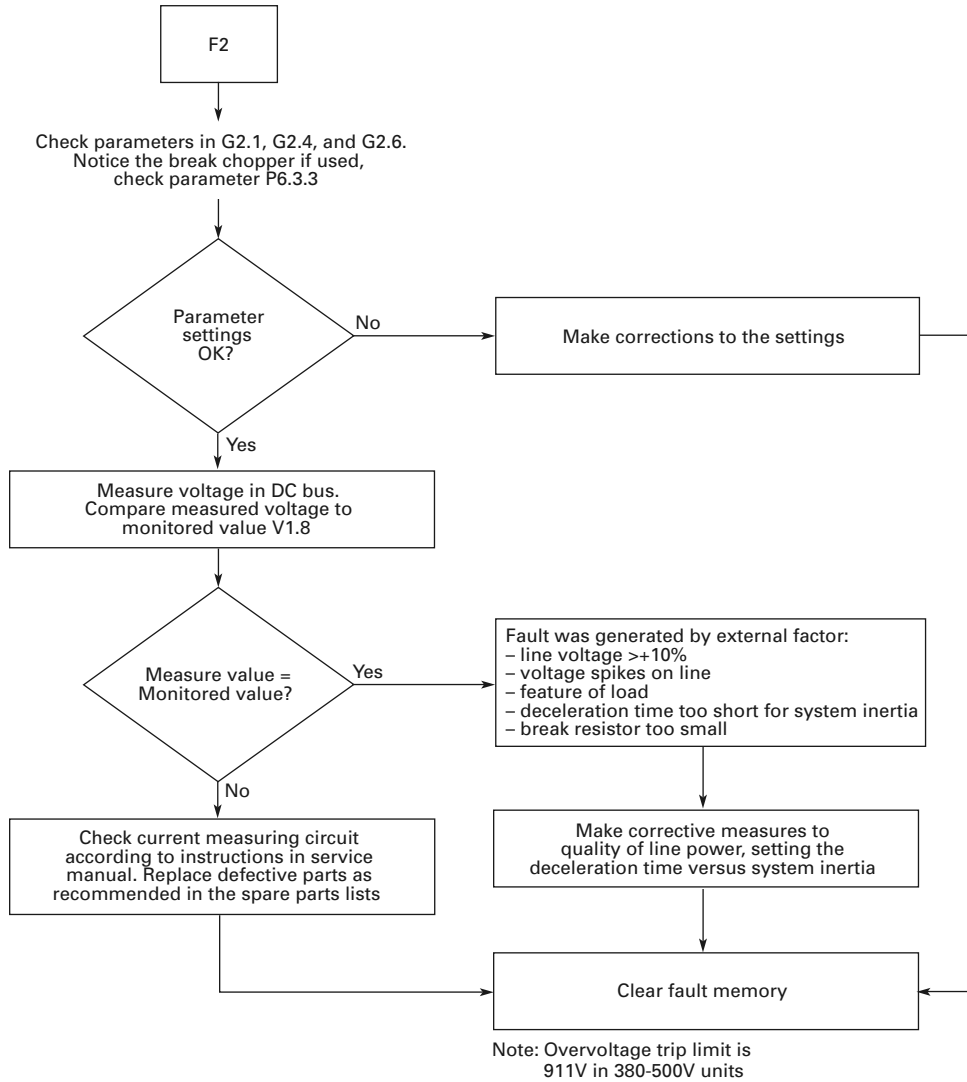 F2
Check parameters in G2.1, G2.4, and G2.6.
Notice the break chopper if used,
check parameter P6.3.3
Parameter
settings
OK?
No
Make corrections to the settings
Yes
Measure voltage in DC bus.
Compare measured voltage to
monitored value V1.8
Measure value =
Monitored value?
Yes
Fault was generated by external factor:
– line voltage >+10%
– voltage spikes on line
– feature of load
– deceleration time too short for system inertia
– break resistor too small
No
Check current measuring circuit
according to instructions in service
manual. Replace defective parts as
recommended in the spare parts lists
Make corrective measures to
quality of line power, setting the
deceleration time versus system inertia
Clear fault memory
Note: Overvoltage trip limit is
911V in 380-500V units